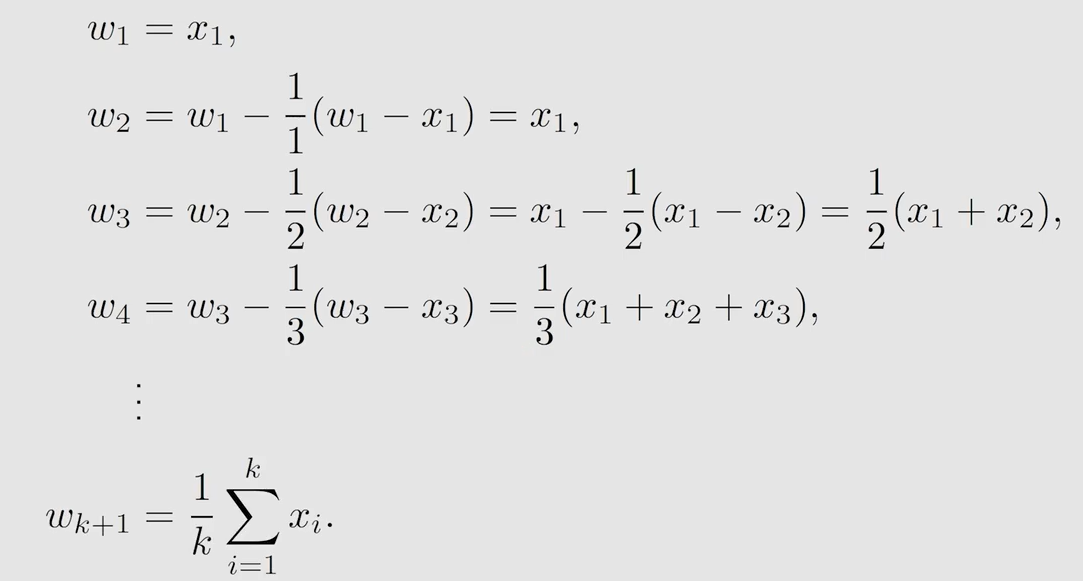 $w_1 = x_1,$
$w_2 = w_1 - \frac{1}{1}(w_1 - x_1) = x_1,$
$w_3 = w_2 - \frac{1}{2}(w_2 - x_2) = x_1 - \frac{1}{2}(x_1 - x_2) = \frac{1}{2}(x_1 + x_2),$
$w_4 = w_3 - \frac{1}{3}(w_3 - x_3) = \frac{1}{3}(x_1 + x_2 + x_3),$
$\vdots$
$w_{k+1} = \frac{1}{k} \sum_{i=1}^{k} x_i.$